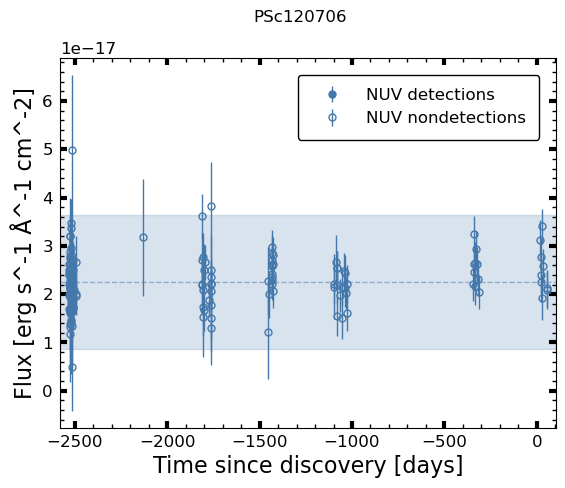 PSc120706
1e−17
NUV detections
NUV nondetections
Flux [erg s^-1 Å^-1 cm^-2]
6
5
4
3
2
1
0
−2500
−2000
−1500
−1000
−500
0
Time since discovery [days]